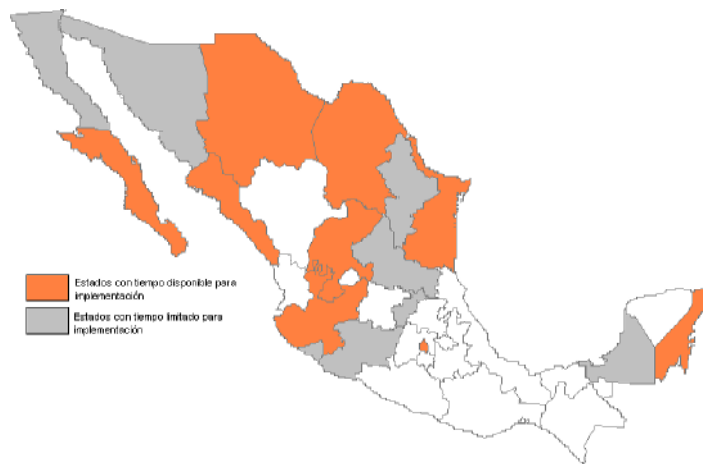 Estados con tiempo disponible para
implementación
Estados con tiempo limitado para
implementación